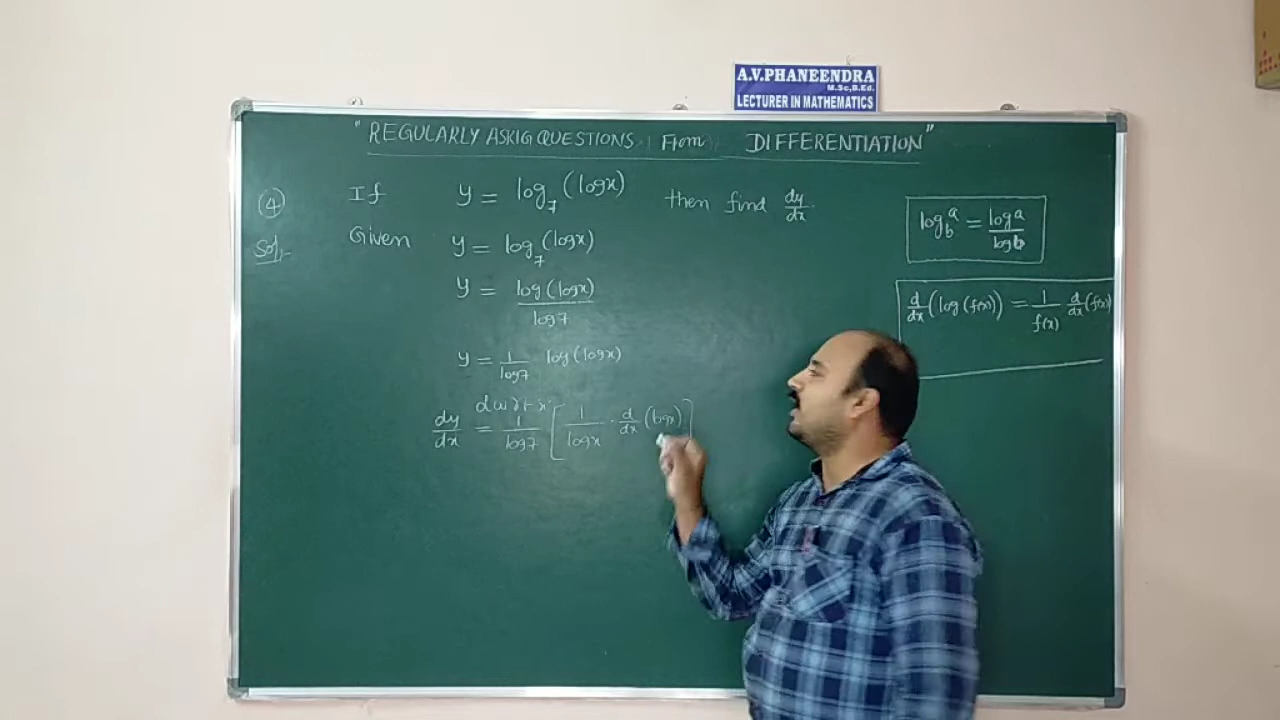 A.V.PHANEENDRA
M.Sc,B.Ed.
LECTURER IN MATHEMATICS
"REGULARLY ASKIG QUESTIONS From DIFFERENTIATION"
(4) If y = log₇(logx) then find dy/dx.
Sol:- Given y = log₇(logx)
y = log(logx)/log7
y = 1/log7 log(logx)
d w r t x.
dy/dx = 1/log7 [1/logx · d/dx (logx)]
log_b a = log a/log b
d/dx (log(f(x))) = 1/f(x) d/dx (f(x))